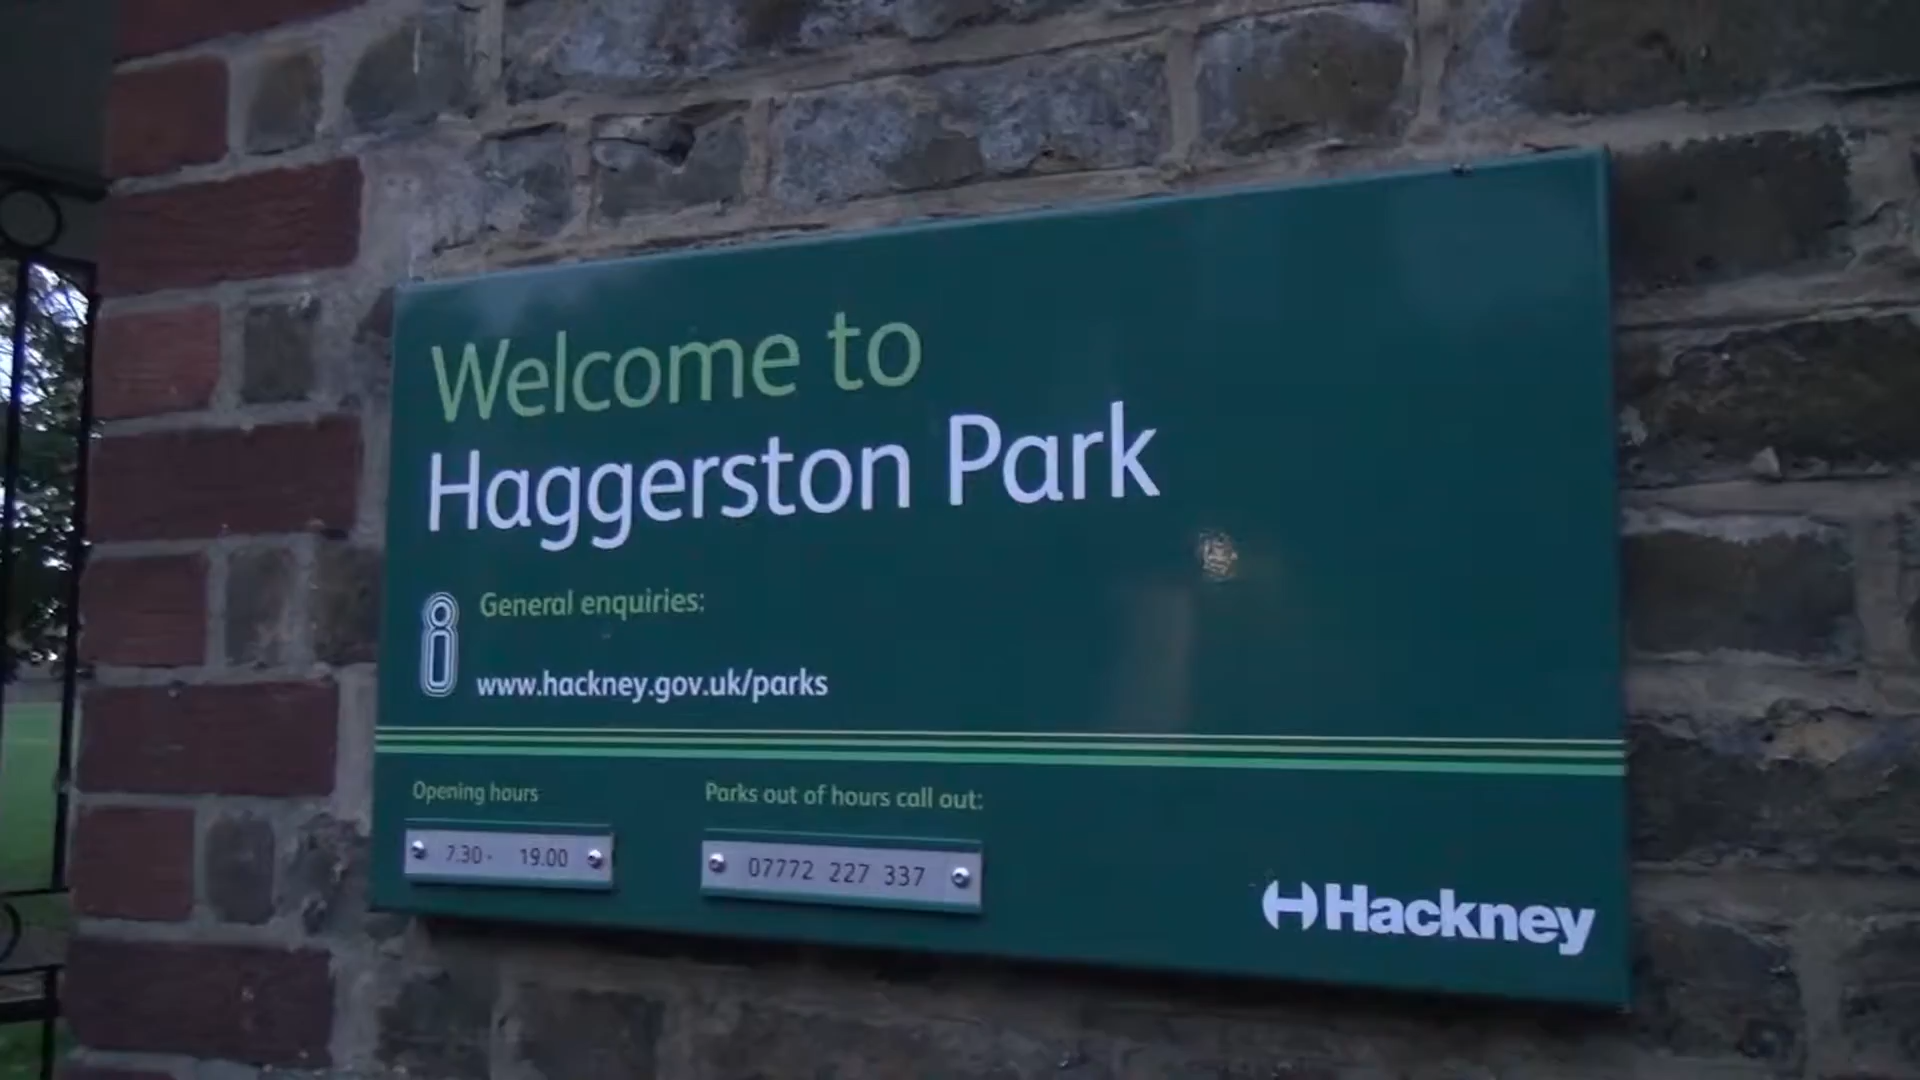 Welcome to
Haggerston Park
General enquiries:
www.hackney.gov.uk/parks
Opening hours
7.30- 19.00
Parks out of hours call out:
07772 227 337
Hackney